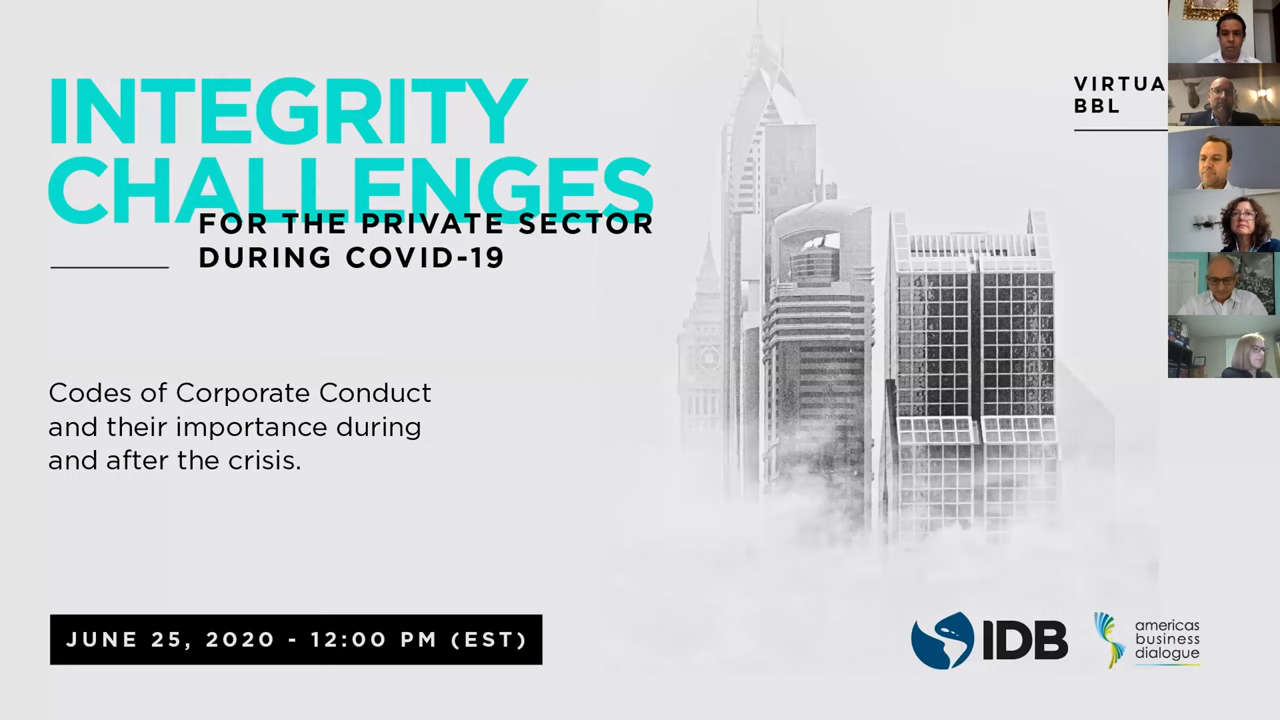 INTEGRITY
CHALLENGES
FOR THE PRIVATE SECTOR
DURING COVID-19
VIRTUA
BBL
Codes of Corporate Conduct
and their importance during
and after the crisis.
JUNE 25, 2020 - 12:00 PM (EST)
IDB
americas
business
dialogue